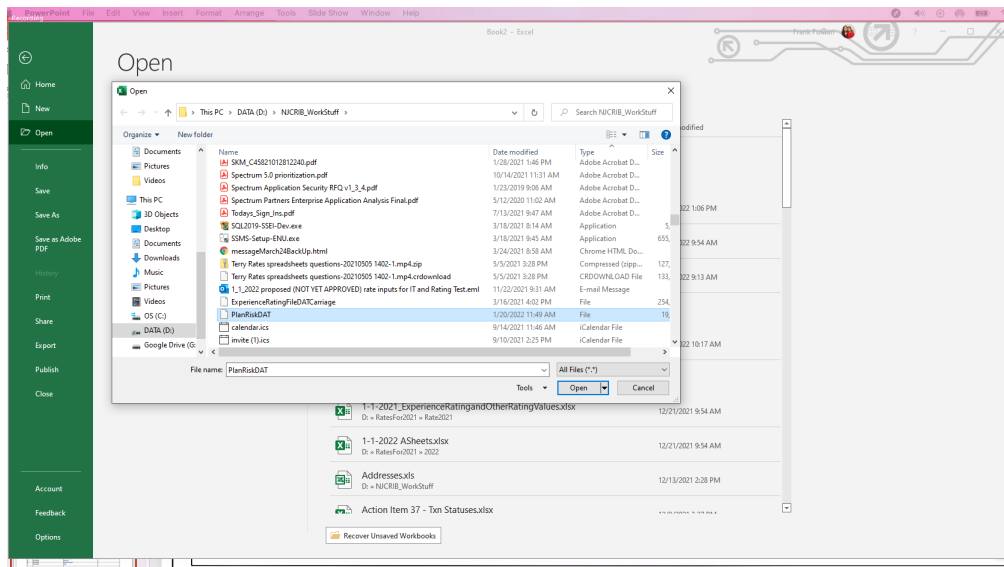 PowerPoint File Edit View Insert Format Arrange Tools Slide Show Window Help
Recording
Book2 - Excel
?
Open
Home
New
Open
Info
Save
Save As
Save as Adobe
PDF
History
Print
Share
Export
Publish
Close
Account
Feedback
Options
Open
This PC > DATA (D:) > NJCRIB_WorkStuff >
Search NJCRIB_WorkStuff
Organize
New folder
Documents
Pictures
Videos
This PC
3D Objects
Desktop
Documents
Downloads
Music
Pictures
Videos
OS (C:)
DATA (D:)
Google Drive (G:
Name Date modified Type Size
SKM_C45821012812240.pdf 1/28/2021 1:46 PM Adobe Acrobat D...
Spectrum 5.0 prioritization.pdf 10/14/2021 11:31 AM Adobe Acrobat D...
Spectrum Application Security RFQ v1_3_4.pdf 1/23/2019 9:06 AM Adobe Acrobat D...
Spectrum Partners Enterprise Application Analysis Final.pdf 5/12/2020 11:02 AM Adobe Acrobat D...
Todays_Sign_Ins.pdf 7/13/2021 9:47 AM Adobe Acrobat D...
SQL2019-SSEI-Dev.exe 3/18/2021 8:14 AM Application 5,
SSMS-Setup-ENU.exe 3/18/2021 9:45 AM Application 655,
messageMarch24BackUp.html 3/24/2021 8:58 AM Chrome HTML Do...
Terry Rates spreadsheets questions-20210505 1402-1.mp4.zip 5/5/2021 3:28 PM Compressed (zipp... 127,
Terry Rates spreadsheets questions-20210505 1402-1.mp4.crdownload 5/5/2021 3:28 PM CRDOWNLOAD File 133,
1_1_2022 proposed (NOT YET APPROVED) rate inputs for IT and Rating Test.eml 11/22/2021 9:31 AM E-mail Message
ExperienceRatingFileDATCarriage 3/16/2021 4:02 PM File 254,
PlanRiskDAT 1/20/2022 11:49 AM File 19,
calendar.ics 9/14/2021 11:46 AM iCalendar File
invite (1).ics 9/10/2021 2:25 PM iCalendar File
File name: PlanRiskDAT
All Files (*.*)
Tools Open Cancel
odified
022 1:06 PM
022 9:54 AM
022 9:13 AM
022 10:17 AM
1-1-2021_ExperienceRatingandOtherRatingValues.xlsx
D: » RatesFor2021 » Rate2021
12/21/2021 9:54 AM
1-1-2022 ASheets.xlsx
D: » RatesFor2021 » 2022
12/21/2021 9:54 AM
Addresses.xls
D: » NJCRIB_WorkStuff
12/13/2021 2:28 PM
Action Item 37 - Txn Statuses.xlsx
Recover Unsaved Workbooks